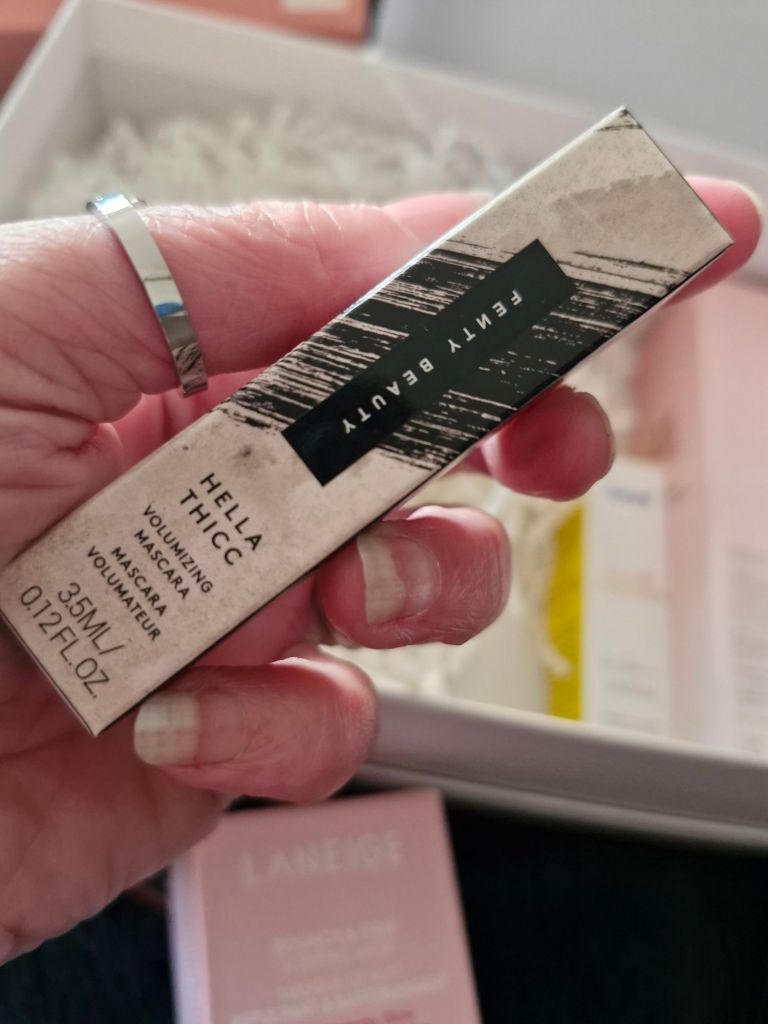 FENTY BEAUTY
HELLA
THICC
VOLUMIZING
MASCARA
MASCARA
VOLUMATEUR
3.5ML/
0.12FL.OZ.
LANEIGE